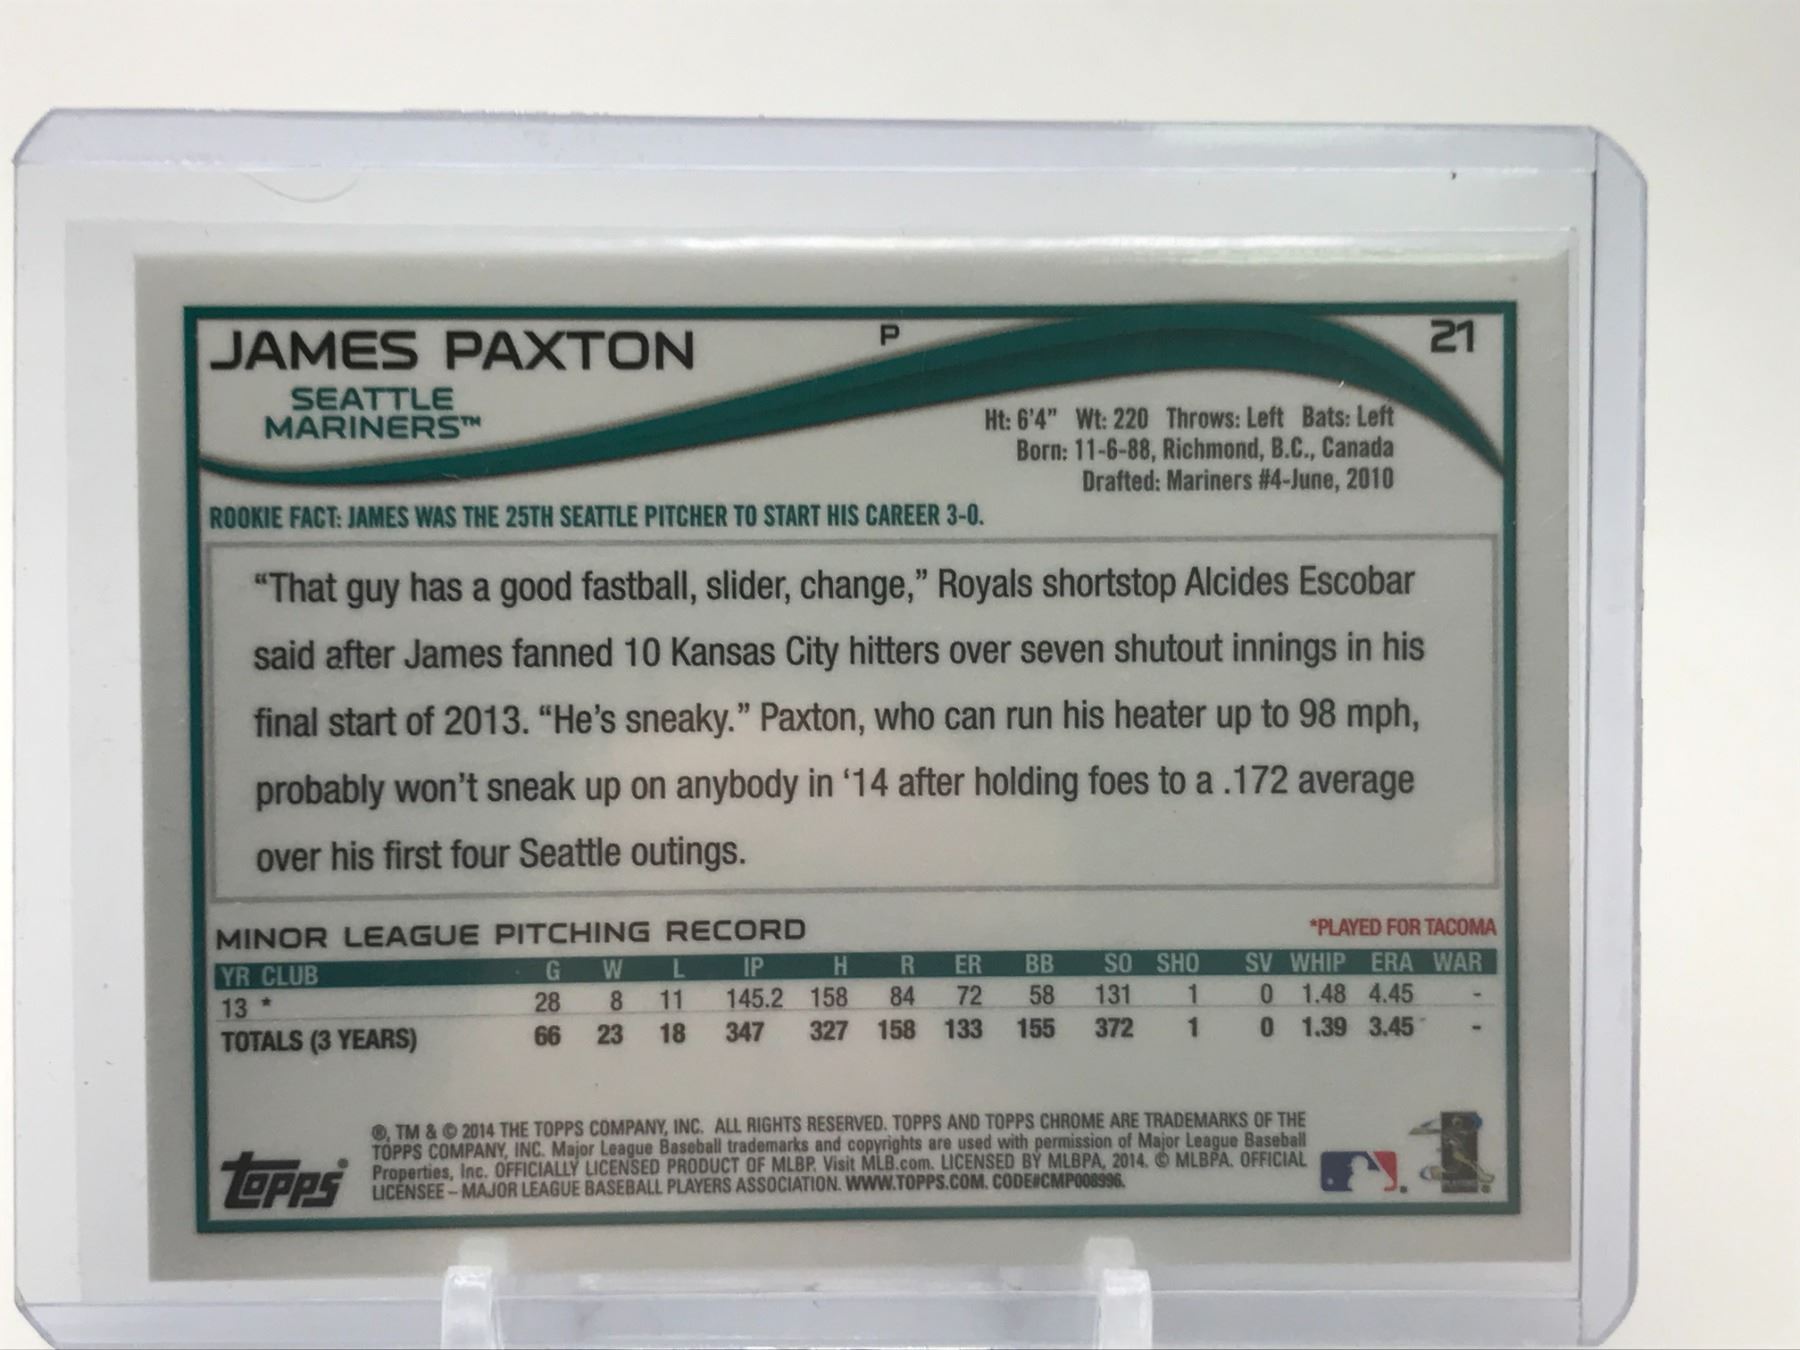 JAMES PAXTON P 21
SEATTLE
MARINERS™
Ht: 6'4" Wt: 220 Throws: Left Bats: Left
Born: 11-6-88, Richmond, B.C., Canada
Drafted: Mariners #4-June, 2010
ROOKIE FACT: JAMES WAS THE 25TH SEATTLE PITCHER TO START HIS CAREER 3-0.
“That guy has a good fastball, slider, change,” Royals shortstop Alcides Escobar
said after James fanned 10 Kansas City hitters over seven shutout innings in his
final start of 2013. “He’s sneaky.” Paxton, who can run his heater up to 98 mph,
probably won’t sneak up on anybody in ‘14 after holding foes to a .172 average
over his first four Seattle outings.
MINOR LEAGUE PITCHING RECORD *PLAYED FOR TACOMA
YR CLUB G W L IP H R ER BB SO SHO SV WHIP ERA WAR
13 * 28 8 11 145.2 158 84 72 58 131 1 0 1.48 4.45 -
TOTALS (3 YEARS) 66 23 18 347 327 158 133 155 372 1 0 1.39 3.45 -
®, TM & © 2014 THE TOPPS COMPANY, INC. ALL RIGHTS RESERVED. TOPPS AND TOPPS CHROME ARE TRADEMARKS OF THE
TOPPS COMPANY, INC. Major League Baseball trademarks and copyrights are used with permission of Major League Baseball
Properties, Inc. OFFICIALLY LICENSED PRODUCT OF MLBP. Visit MLB.com. LICENSED BY MLBPA, 2014. © MLBPA. OFFICIAL
LICENSEE – MAJOR LEAGUE BASEBALL PLAYERS ASSOCIATION. WWW.TOPPS.COM. CODE#CMP008996.
Topps®